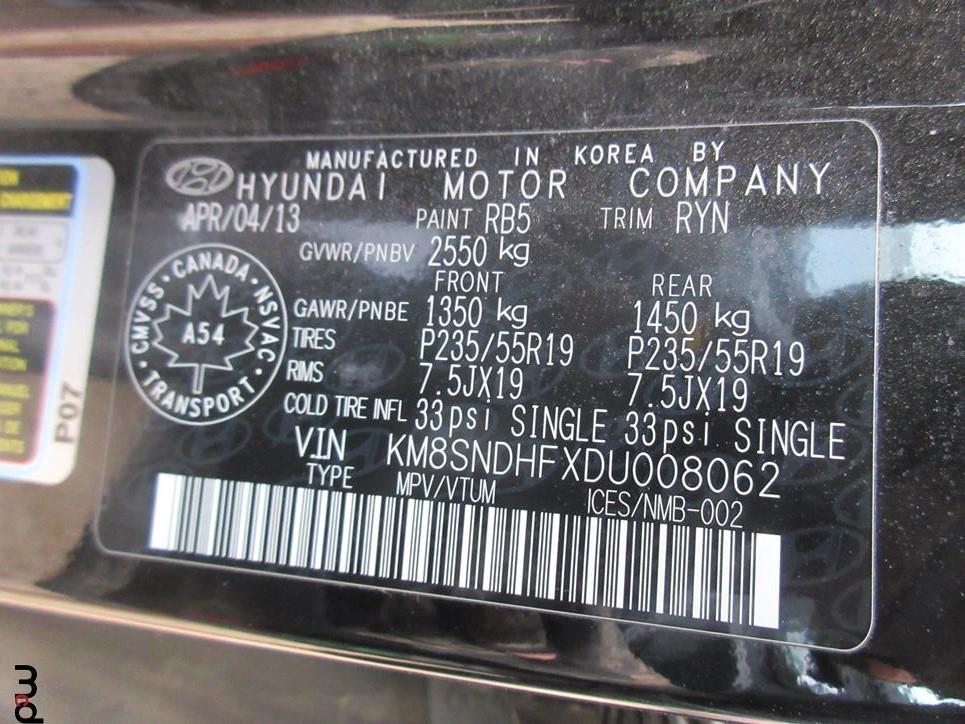 MANUFACTURED IN KOREA BY
HYUNDAI MOTOR COMPANY
APR/04/13 PAINT RB5 TRIM RYN
GVWR/PNBV 2550 kg
FRONT REAR
GAWR/PNBE 1350 kg 1450 kg
TIRES P235/55R19 P235/55R19
RIMS 7.5JX19 7.5JX19
COLD TIRE INFL 33psi SINGLE 33psi SINGLE
VIN KM8SNDHFXDU008062
TYPE MPV/VTUM ICES/NMB-002
CANADA
CMVSS NSVAC
A54
TRANSPORT
P07